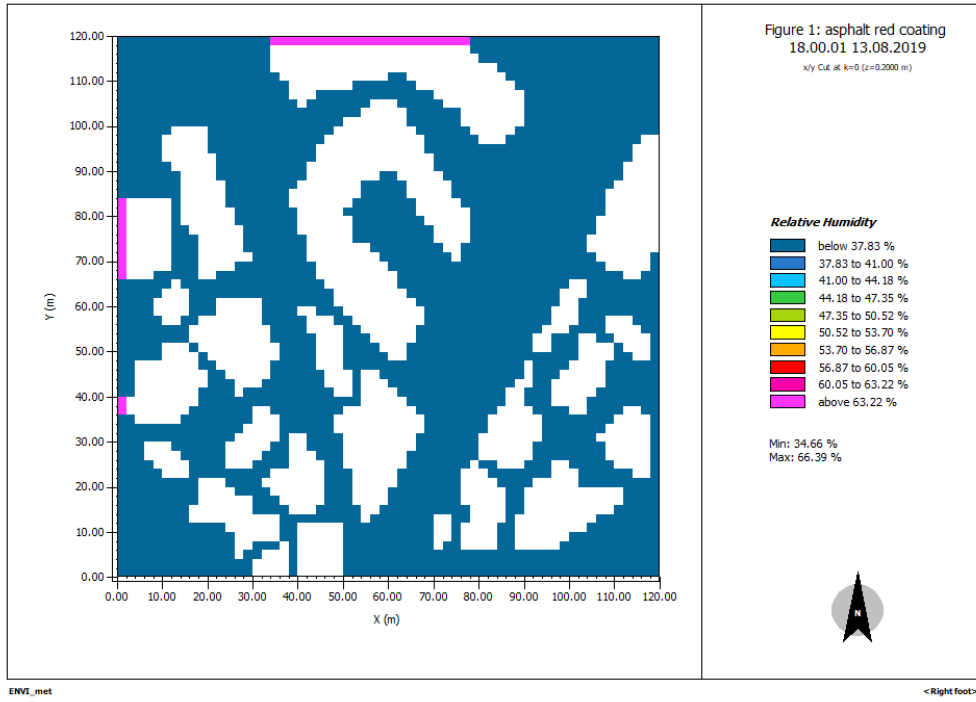 Figure 1: asphalt red coating
18.00.01 13.08.2019
x/y Cut at k=0 (z=0.2000 m)
120.00
110.00
100.00
90.00
80.00
70.00
60.00
50.00
40.00
30.00
20.00
10.00
0.00
Y (m)
0.00 10.00 20.00 30.00 40.00 50.00 60.00 70.00 80.00 90.00 100.00 110.00 120.00
X (m)
Relative Humidity
below 37.83 %
37.83 to 41.00 %
41.00 to 44.18 %
44.18 to 47.35 %
47.35 to 50.52 %
50.52 to 53.70 %
53.70 to 56.87 %
56.87 to 60.05 %
60.05 to 63.22 %
above 63.22 %
Min: 34.66 %
Max: 66.39 %
N
ENVI_met
<Right foot>